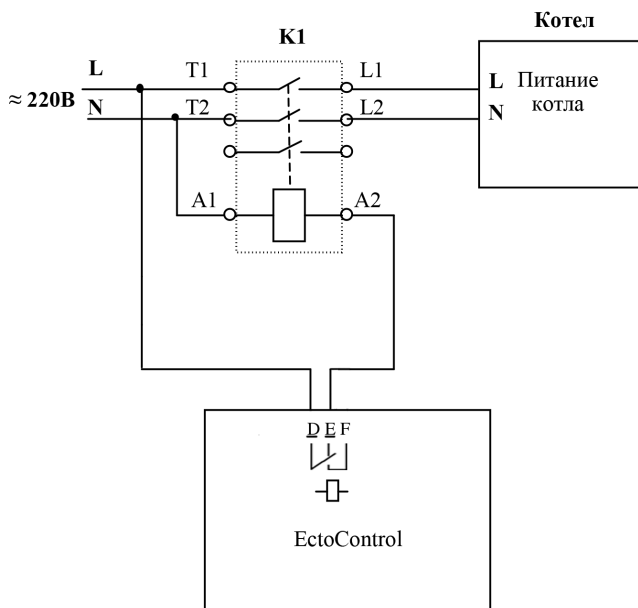 Котел
K1
L T1 L1
≈ 220В
N T2 L2
L Питание
N котла
A1 A2
D E F
EctoControl